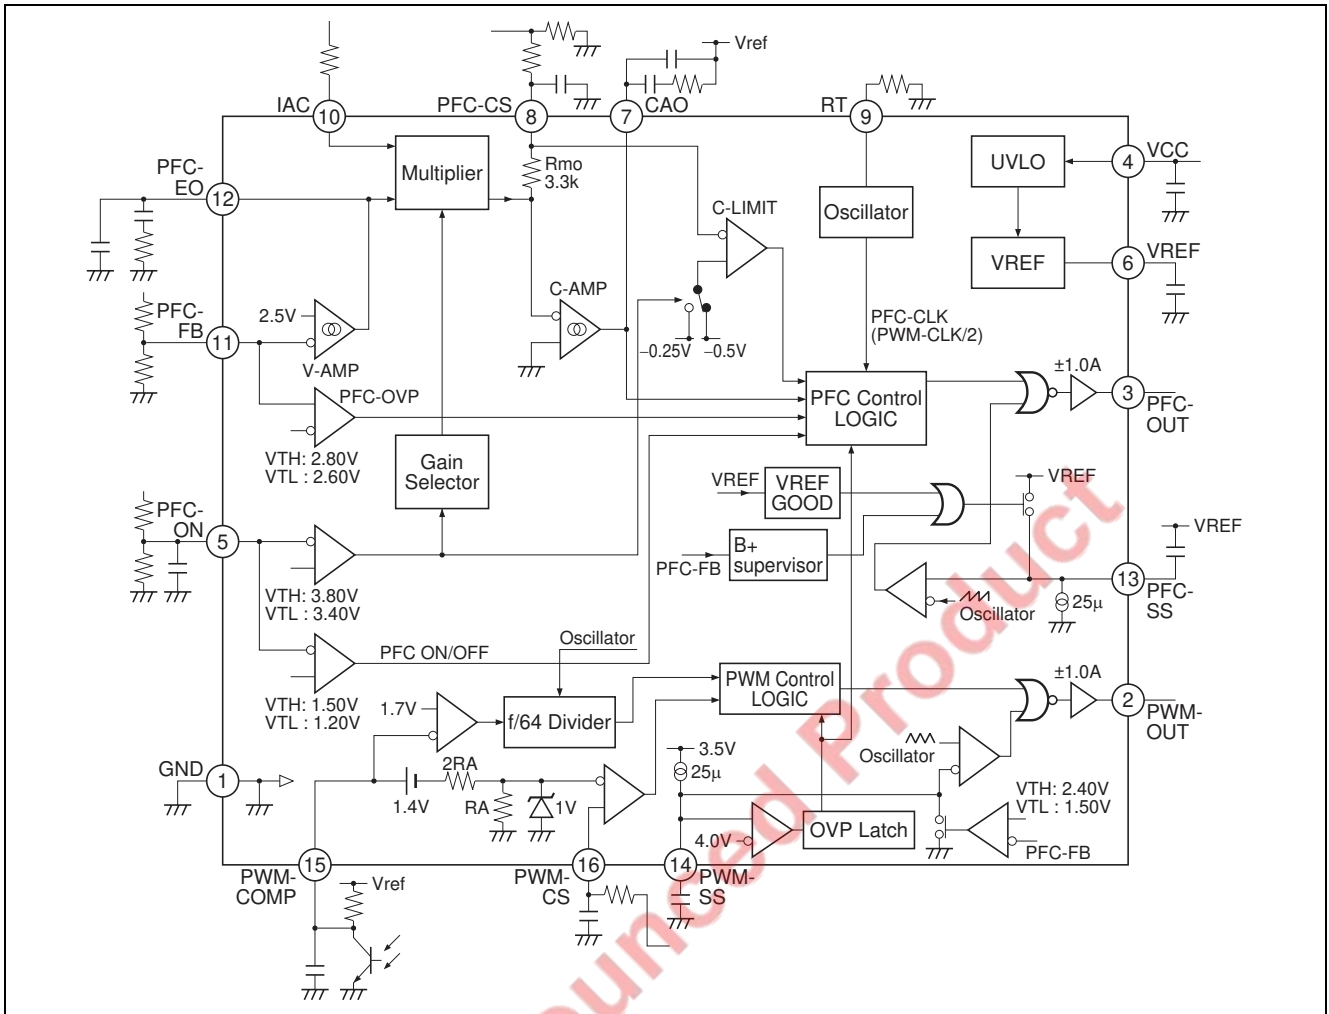 Vref
IAC
PFC-CS
CAO
RT
10
8
7
9
PFC-
EO
12
Multiplier
Rmo
3.3k
UVLO
4
VCC
C-LIMIT
Oscillator
VREF
6
VREF
PFC-
FB
11
2.5V
V-AMP
C-AMP
–0.25V
–0.5V
PFC-CLK
(PWM-CLK/2)
PFC-OVP
VTH: 2.80V
VTL : 2.60V
PFC Control
LOGIC
±1.0A
3
PFC-
OUT
Gain
Selector
VREF
VREF
GOOD
VREF
PFC-
ON
5
B+
supervisor
PFC-FB
VREF
13
PFC-
SS
25µ
Oscillator
VTH: 3.80V
VTL : 3.40V
PFC ON/OFF
Oscillator
VTH: 1.50V
VTL : 1.20V
PWM Control
LOGIC
±1.0A
2
PWM-
OUT
1.7V
f/64 Divider
3.5V
25µ
Oscillator
GND
1
1.4V
2RA
RA
1V
VTH: 2.40V
VTL : 1.50V
4.0V
OVP Latch
PFC-FB
15
PWM-
COMP
16
PWM-
CS
14
PWM-
SS
Vref
ounced Product